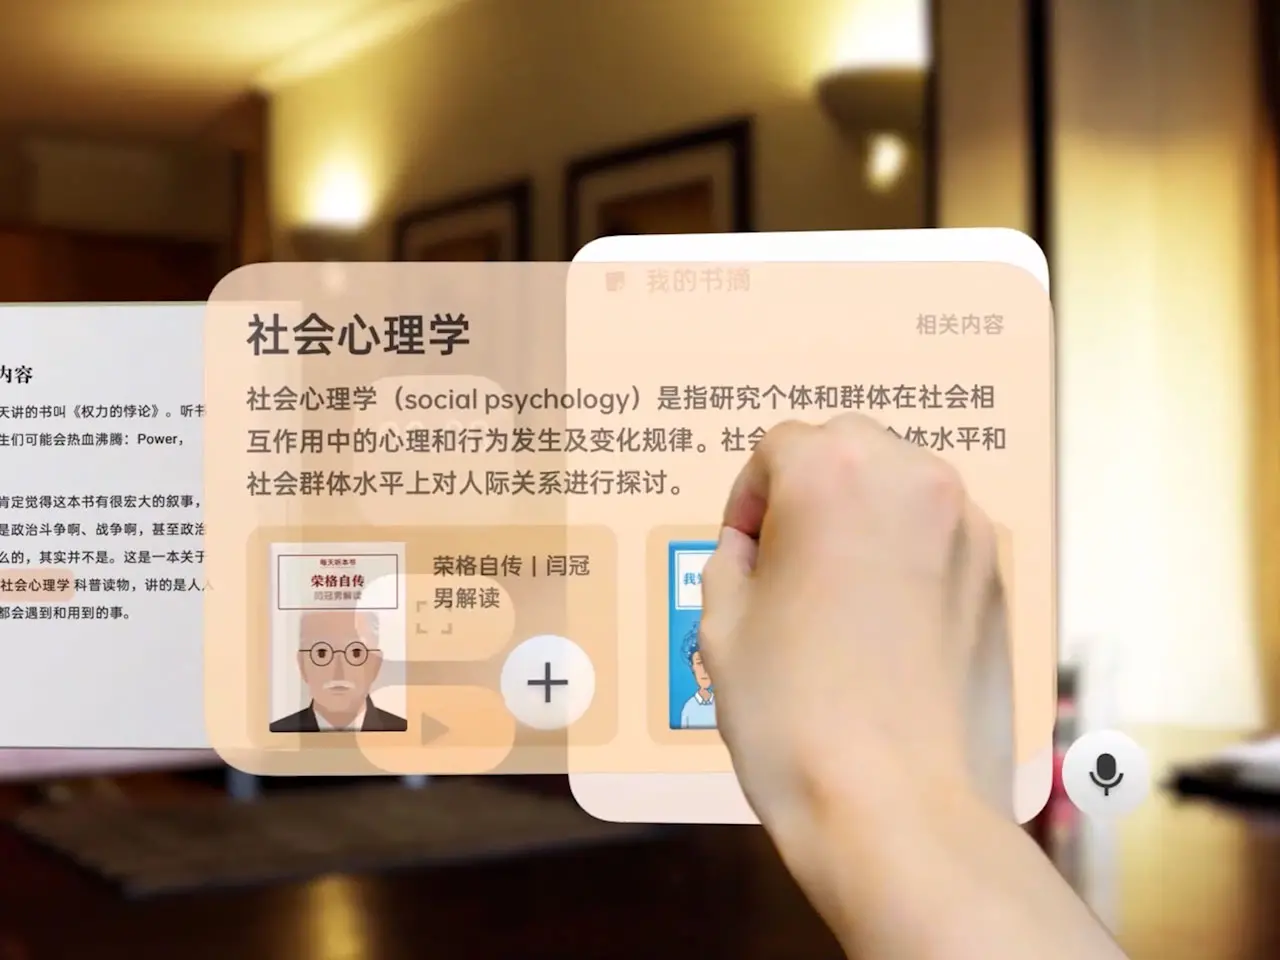 内容
天讲的书叫《权力的悖论》。听书
生们可能会热血沸腾：Power，
肯定觉得这本书有很宏大的叙事，
是政治斗争啊、战争啊，甚至政治
么的，其实并不是。这是一本关于
社会心理学 科普读物，讲的是人人
都会遇到和用到的事。
我的书摘
社会心理学
相关内容
社会心理学（social psychology）是指研究个体和群体在社会相
互作用中的心理和行为发生及变化规律。社会 个体水平和
社会群体水平上对人际关系进行探讨。
每天听本书
荣格自传
闫冠男解读
荣格自传 | 闫冠
男解读
我